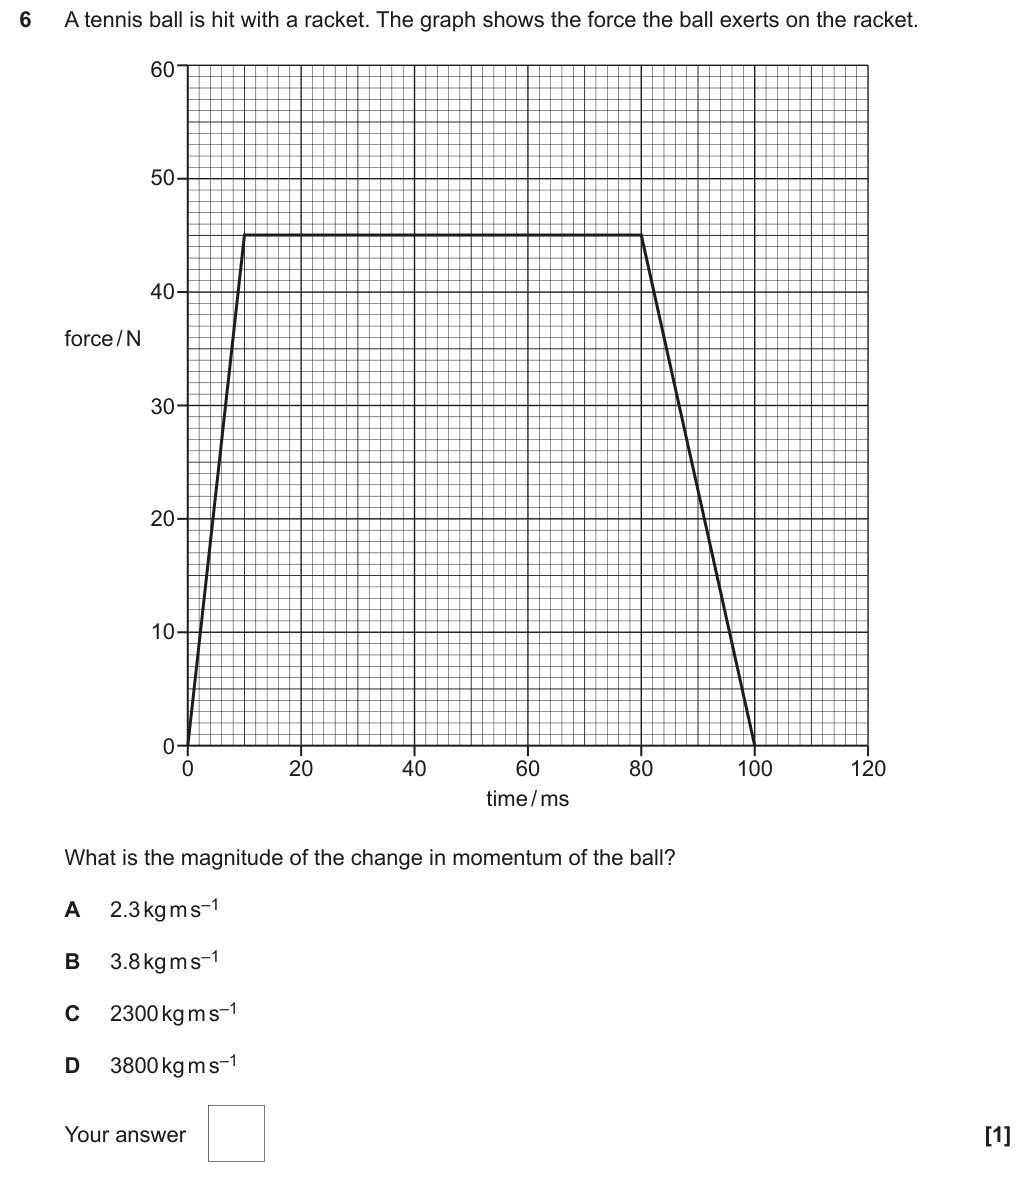 6 A tennis ball is hit with a racket. The graph shows the force the ball exerts on the racket.
60
50
40
force / N
30
20
10
0
0 20 40 60 80 100 120
time / ms
What is the magnitude of the change in momentum of the ball?
A 2.3 kg m s⁻¹
B 3.8 kg m s⁻¹
C 2300 kg m s⁻¹
D 3800 kg m s⁻¹
Your answer [1]